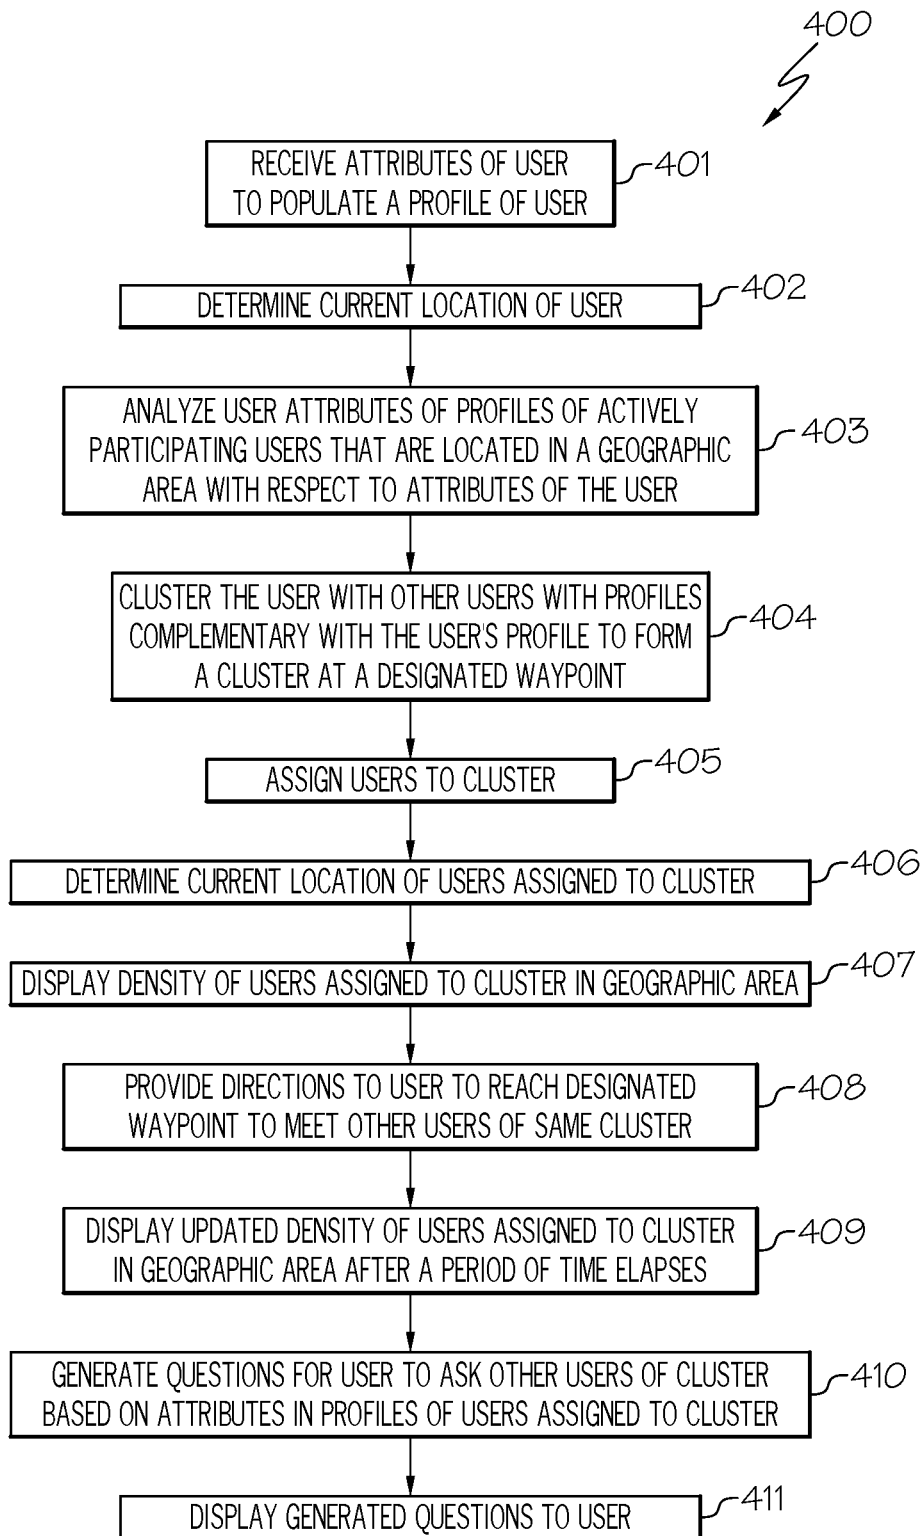 400
RECEIVE ATTRIBUTES OF USER
TO POPULATE A PROFILE OF USER
401
DETERMINE CURRENT LOCATION OF USER
402
ANALYZE USER ATTRIBUTES OF PROFILES OF ACTIVELY
PARTICIPATING USERS THAT ARE LOCATED IN A GEOGRAPHIC
AREA WITH RESPECT TO ATTRIBUTES OF THE USER
403
CLUSTER THE USER WITH OTHER USERS WITH PROFILES
COMPLEMENTARY WITH THE USER'S PROFILE TO FORM
A CLUSTER AT A DESIGNATED WAYPOINT
404
ASSIGN USERS TO CLUSTER
405
DETERMINE CURRENT LOCATION OF USERS ASSIGNED TO CLUSTER
406
DISPLAY DENSITY OF USERS ASSIGNED TO CLUSTER IN GEOGRAPHIC AREA
407
PROVIDE DIRECTIONS TO USER TO REACH DESIGNATED
WAYPOINT TO MEET OTHER USERS OF SAME CLUSTER
408
DISPLAY UPDATED DENSITY OF USERS ASSIGNED TO CLUSTER
IN GEOGRAPHIC AREA AFTER A PERIOD OF TIME ELAPSES
409
GENERATE QUESTIONS FOR USER TO ASK OTHER USERS OF CLUSTER
BASED ON ATTRIBUTES IN PROFILES OF USERS ASSIGNED TO CLUSTER
410
DISPLAY GENERATED QUESTIONS TO USER
411